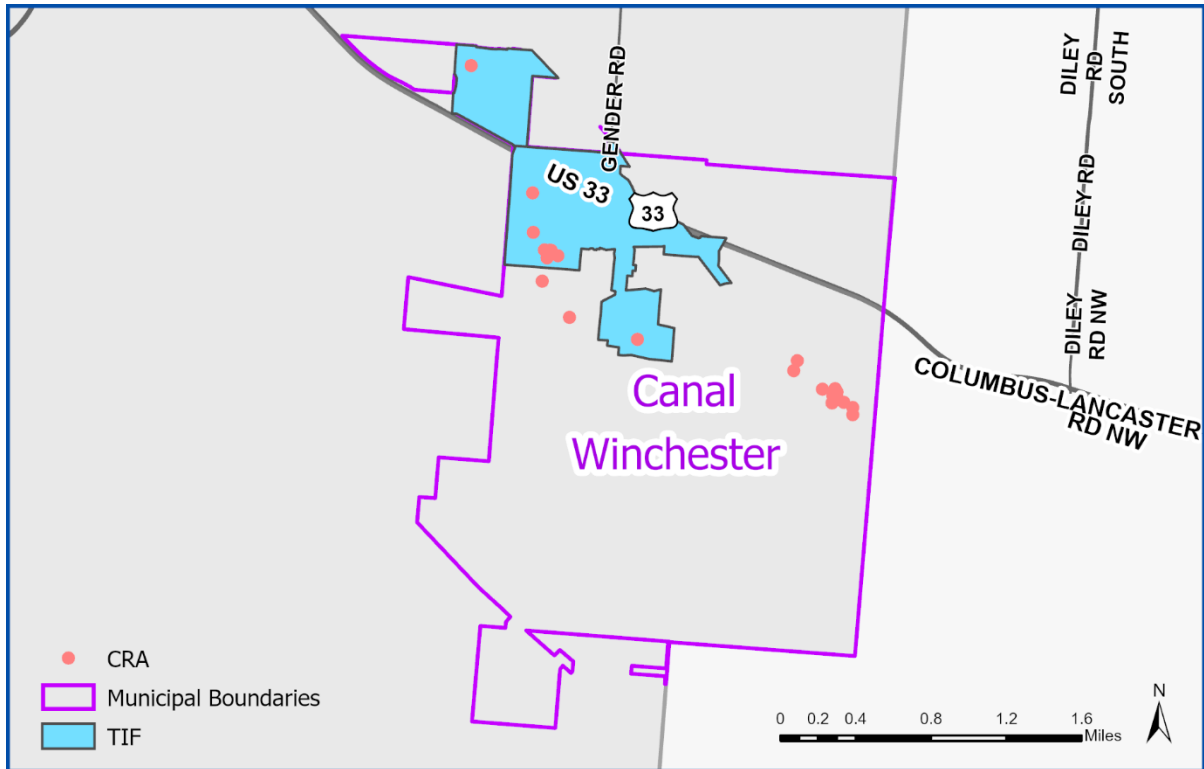 GENDER RD
US 33
33
DILEY
RD
SOUTH
DILEY RD
DILEY
RD NW
COLUMBUS-LANCASTER
RD NW
Canal
Winchester
CRA
Municipal Boundaries
TIF
N
0 0.2 0.4 0.8 1.2 1.6
Miles